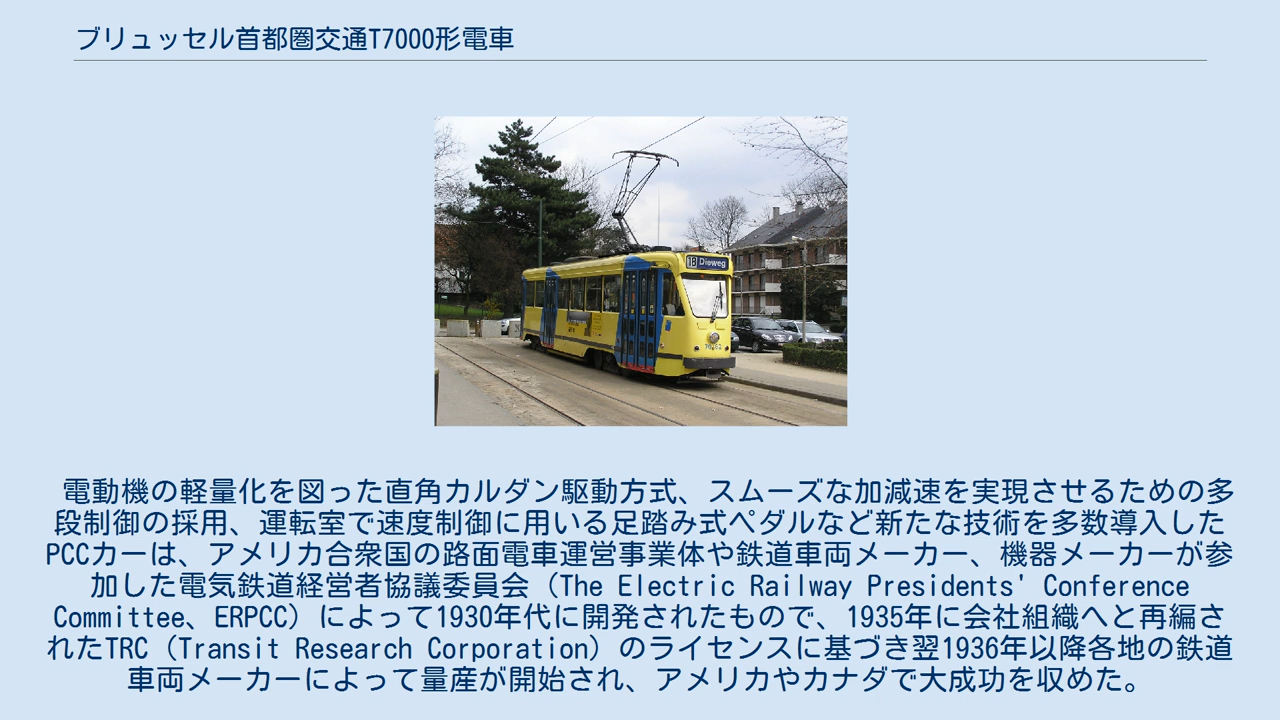 ブリュッセル首都圏交通T7000形電車
18 Dieweg
電動機の軽量化を図った直角カルダン駆動方式、スムーズな加減速を実現させるための多
段制御の採用、運転室で速度制御に用いる足踏み式ペダルなど新たな技術を多数導入した
PCCカーは、アメリカ合衆国の路面電車運営事業体や鉄道車両メーカー、機器メーカーが参
加した電気鉄道経営者協議委員会（The Electric Railway Presidents' Conference
Committee、ERPCC）によって1930年代に開発されたもので、1935年に会社組織へと再編さ
れたTRC（Transit Research Corporation）のライセンスに基づき翌1936年以降各地の鉄道
車両メーカーによって量産が開始され、アメリカやカナダで大成功を収めた。